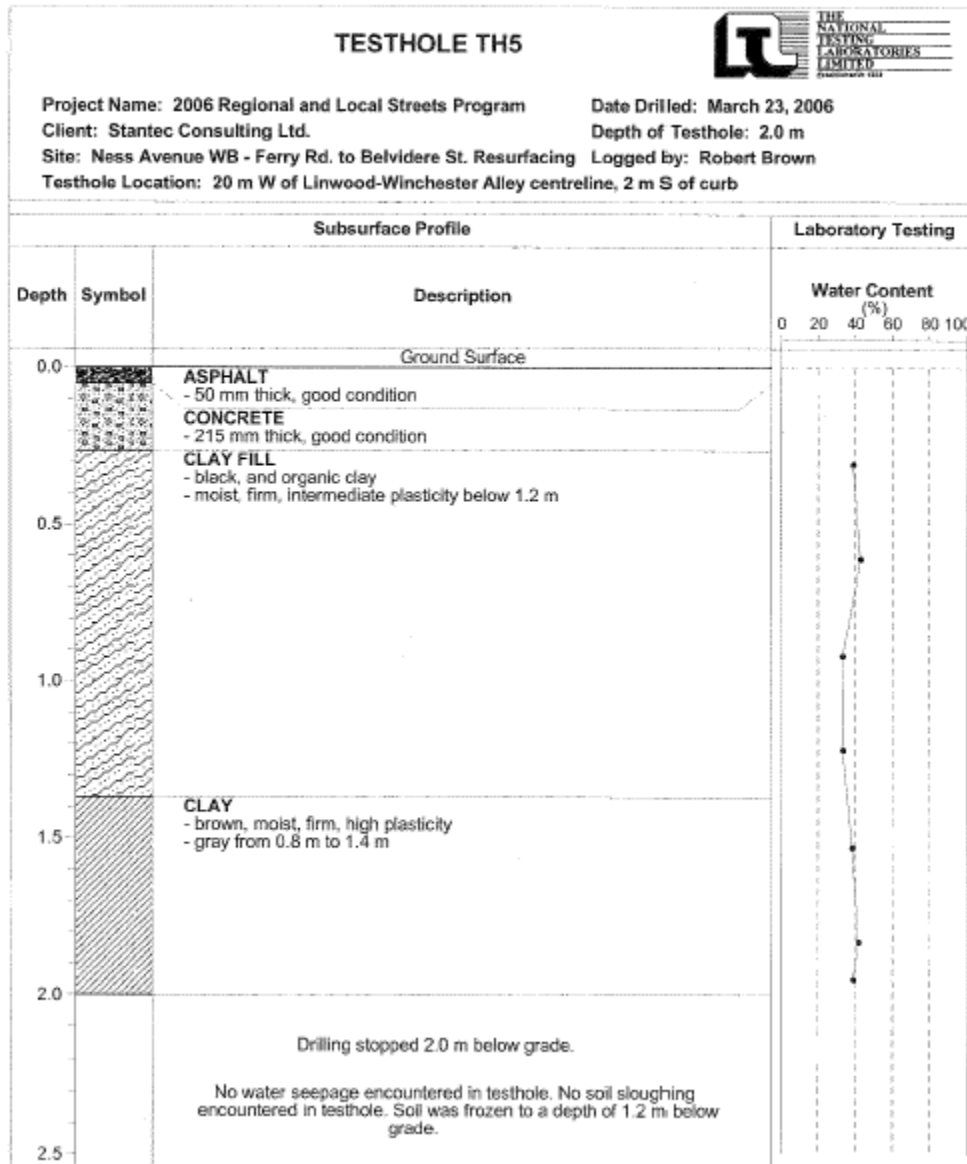 TESTHOLE TH5
THE
NATIONAL
TESTING
LABORATORIES
LIMITED
Project Name: 2006 Regional and Local Streets Program
Date Drilled: March 23, 2006
Client: Stantec Consulting Ltd.
Depth of Testhole: 2.0 m
Site: Ness Avenue WB - Ferry Rd. to Belvidere St. Resurfacing
Logged by: Robert Brown
Testhole Location: 20 m W of Linwood-Winchester Alley centreline, 2 m S of curb
Subsurface Profile
Laboratory Testing
Depth
Symbol
Description
Water Content
(%)
0 20 40 60 80 100
Ground Surface
0.0
ASPHALT
- 50 mm thick, good condition
CONCRETE
- 215 mm thick, good condition
CLAY FILL
- black, and organic clay
- moist, firm, intermediate plasticity below 1.2 m
0.5
1.0
CLAY
- brown, moist, firm, high plasticity
- gray from 0.8 m to 1.4 m
1.5
2.0
Drilling stopped 2.0 m below grade.
No water seepage encountered in testhole. No soil sloughing
encountered in testhole. Soil was frozen to a depth of 1.2 m below
grade.
2.5